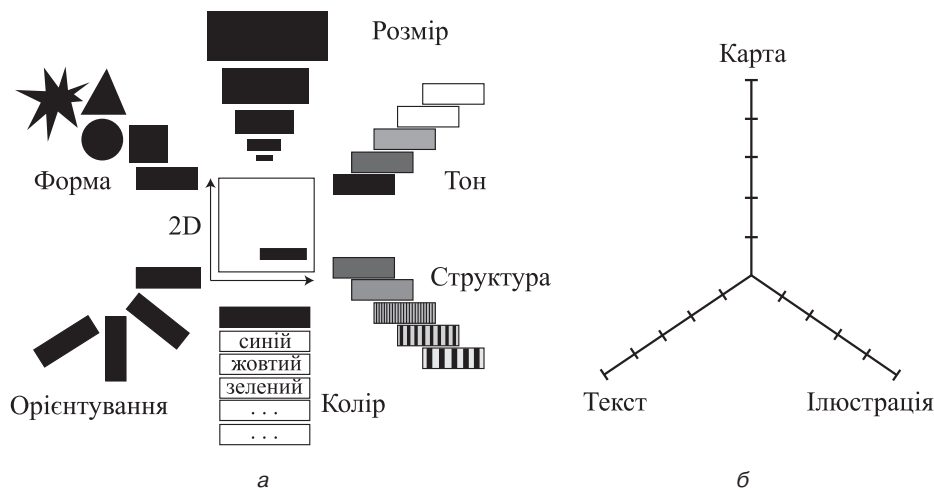 Розмір
Форма
Тон
2D
Структура
Орієнтування
синій
жовтий
зелений
. . .
. . .
Колір
а
Карта
Текст
Ілюстрація
б